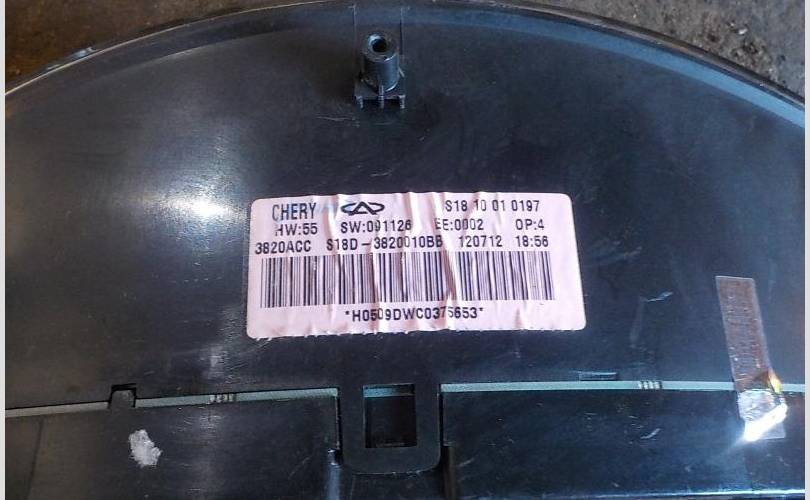 CHERY S18 10 01 0197
HW:55 SW:091126 EE:0002 OP:4
3820ACC S18D-3820010BB 120712 18:56
*H0509DWC0375653*